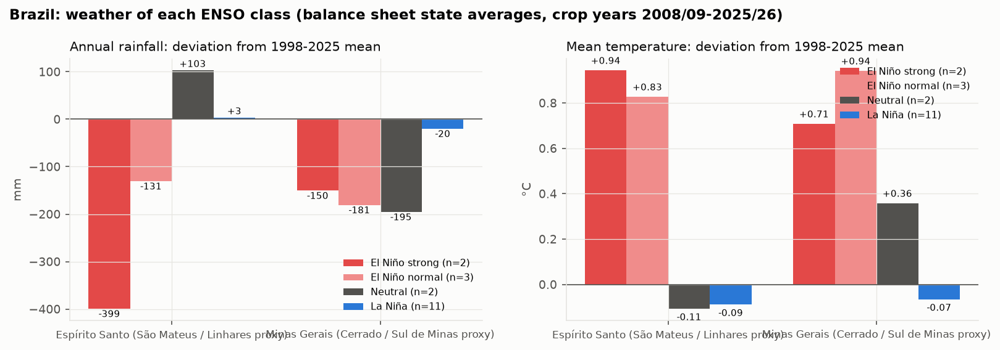 Brazil: weather of each ENSO class (balance sheet state averages, crop years 2008/09-2025/26)
Annual rainfall: deviation from 1998-2025 mean
mm
100
0
−100
−200
−300
−400
+103
+3
-131
-399
-20
-150
-181
-195
El Niño strong (n=2)
El Niño normal (n=3)
Neutral (n=2)
La Niña (n=11)
Espírito Santo (São Mateus / Linhares proxy)
Minas Gerais (Cerrado / Sul de Minas proxy)
Mean temperature: deviation from 1998-2025 mean
°C
0.8
0.6
0.4
0.2
0.0
+0.94
+0.83
-0.11
-0.09
+0.71
+0.94
+0.36
-0.07
El Niño strong (n=2)
El Niño normal (n=3)
Neutral (n=2)
La Niña (n=11)
Espírito Santo (São Mateus / Linhares proxy)
Minas Gerais (Cerrado / Sul de Minas proxy)